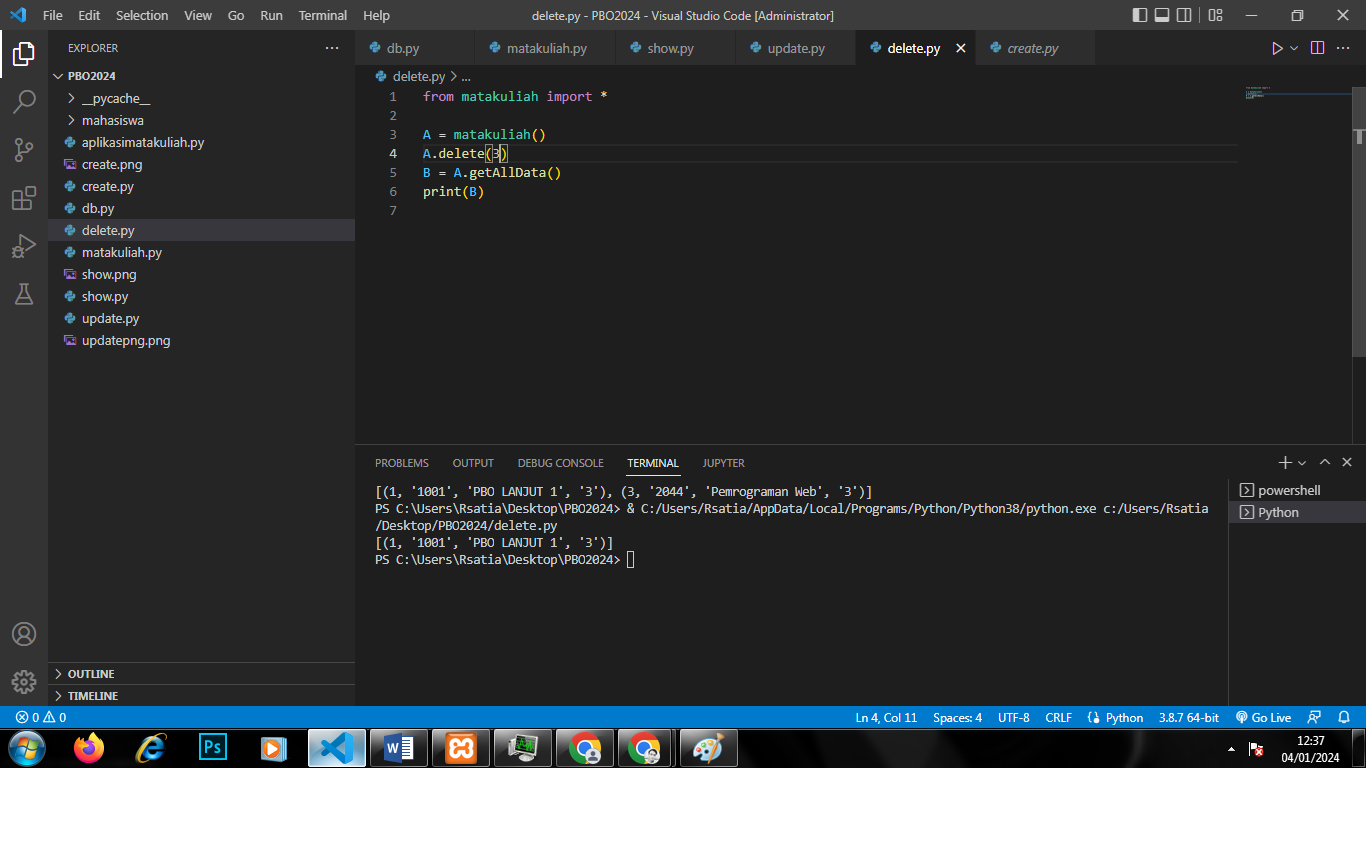 File Edit Selection View Go Run Terminal Help delete.py - PBO2024 - Visual Studio Code [Administrator]
EXPLORER
PBO2024
__pycache__
mahasiswa
aplikasimatakuliah.py
create.png
create.py
db.py
delete.py
matakuliah.py
show.png
show.py
update.py
updatepng.png
OUTLINE
TIMELINE
db.py matakuliah.py show.py update.py delete.py create.py
delete.py > ...
1 from matakuliah import *
2
3 A = matakuliah()
4 A.delete(3)
5 B = A.getAllData()
6 print(B)
7
PROBLEMS OUTPUT DEBUG CONSOLE TERMINAL JUPYTER
[(1, '1001', 'PBO LANJUT 1', '3'), (3, '2044', 'Pemrograman Web', '3')]
PS C:\Users\Rsatia\Desktop\PBO2024> & C:/Users/Rsatia/AppData/Local/Programs/Python/Python38/python.exe c:/Users/Rsatia
/Desktop/PBO2024/delete.py
[(1, '1001', 'PBO LANJUT 1', '3')]
PS C:\Users\Rsatia\Desktop\PBO2024>
powershell
Python
0 0 Ln 4, Col 11 Spaces: 4 UTF-8 CRLF Python 3.8.7 64-bit Go Live
Ps
12:37
04/01/2024